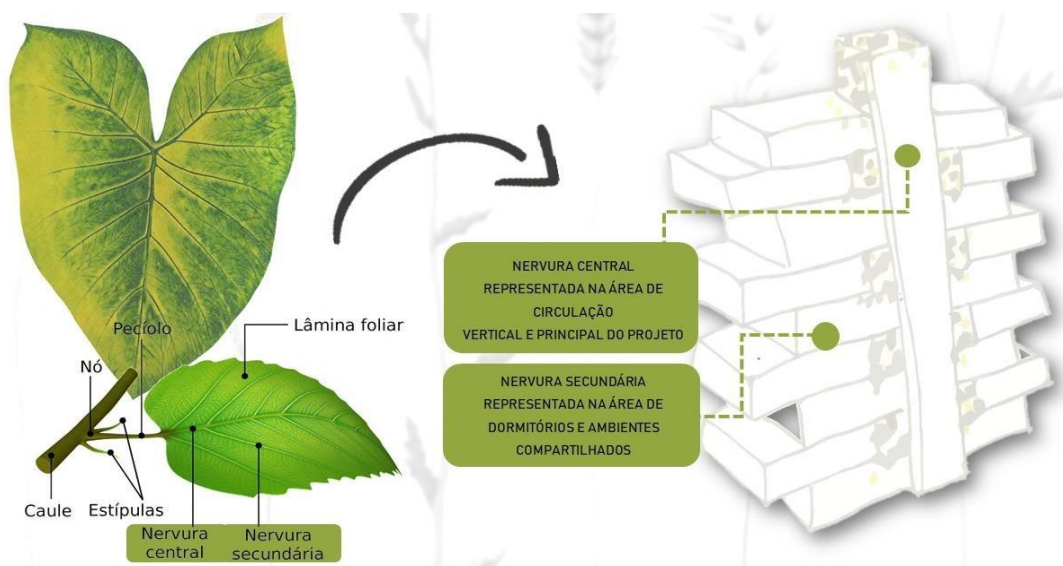 Pecíolo
Lâmina foliar
Nó
Caule
Estípulas
Nervura
central
Nervura
secundária
NERVURA CENTRAL
REPRESENTADA NA ÁREA DE
CIRCULAÇÃO
VERTICAL E PRINCIPAL DO PROJETO
NERVURA SECUNDÁRIA
REPRESENTADA NA ÁREA DE
DORMITÓRIOS E AMBIENTES
COMPARTILHADOS